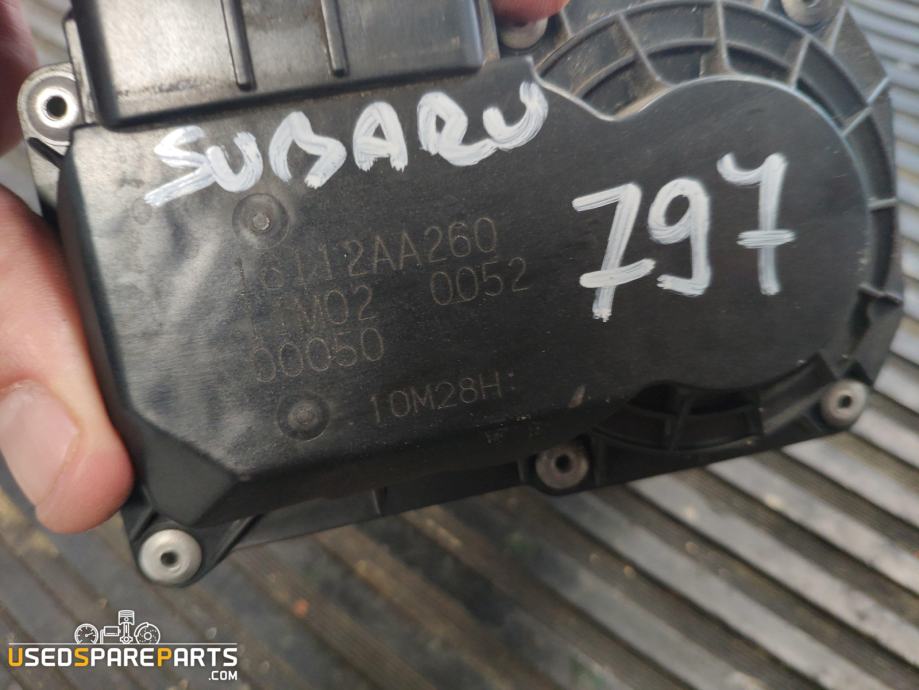 SUBARU
797
16112AA260
0052
00050
10M28H
USEDSPAREPARTS
.COM